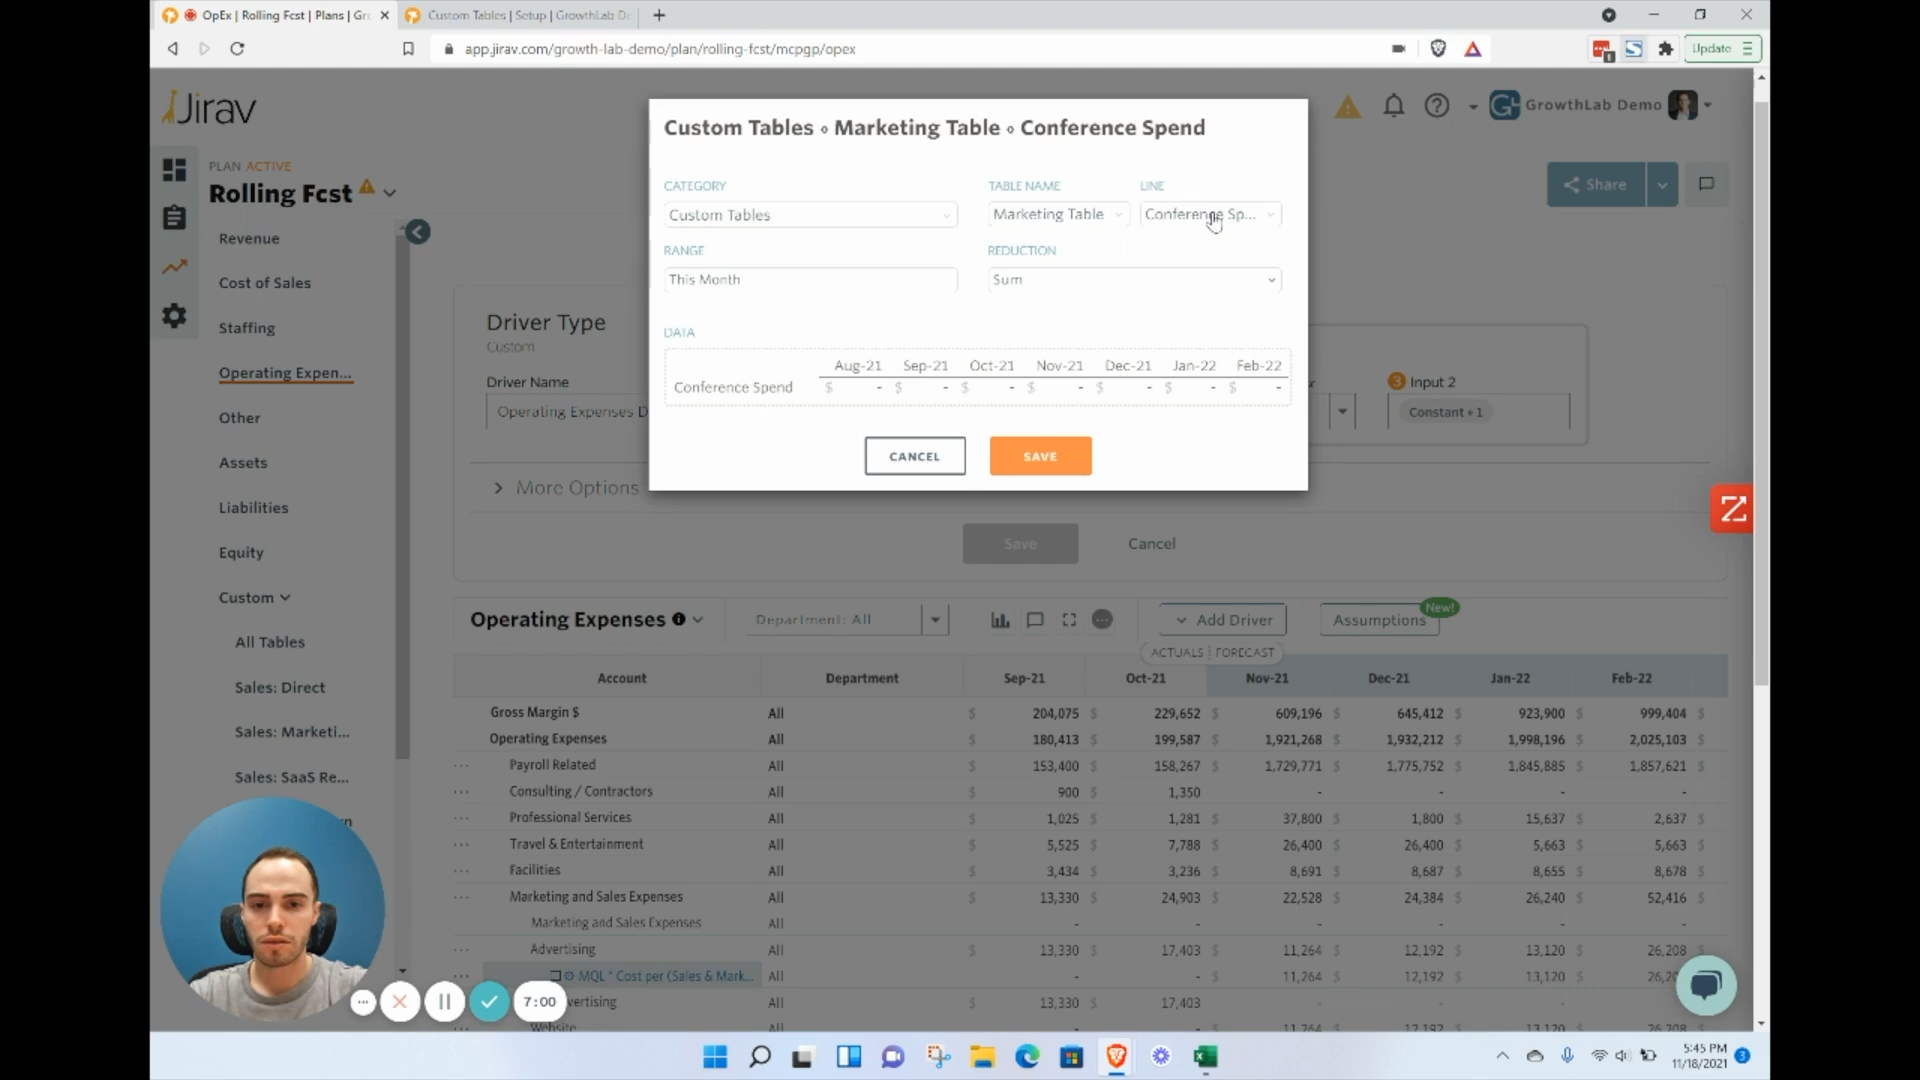 OpEx | Rolling Fcst | Plans | Gr
Custom Tables | Setup | GrowthLab De
app.jirav.com/growth-lab-demo/plan/rolling-fcst/mcpgp/opex
Update
Jirav
GrowthLab Demo
PLAN ACTIVE
Rolling Fcst
Share
Revenue
Cost of Sales
Staffing
Operating Expen...
Other
Assets
Liabilities
Equity
Custom
All Tables
Sales: Direct
Sales: Marketi...
Sales: SaaS Re...
Custom Tables ◦ Marketing Table ◦ Conference Spend
CATEGORY TABLE NAME LINE
Custom Tables Marketing Table Conference Sp...
RANGE REDUCTION
This Month Sum
DATA
Aug-21 Sep-21 Oct-21 Nov-21 Dec-21 Jan-22 Feb-22
Conference Spend $ - $ - $ - $ - $ - $ - $ -
CANCEL SAVE
Driver Type
Custom
Driver Name
Operating Expenses D
3 Input 2
Constant • 1
More Options
Save Cancel
Operating Expenses Department: All Add Driver Assumptions New!
ACTUALS FORECAST
Account Department Sep-21 Oct-21 Nov-21 Dec-21 Jan-22 Feb-22
Gross Margin $ All $ 204,075 $ 229,652 $ 609,196 $ 645,412 $ 923,900 $ 999,404 $
Operating Expenses All $ 180,413 $ 199,587 $ 1,921,268 $ 1,932,212 $ 1,998,196 $ 2,025,103 $
Payroll Related All $ 153,400 $ 158,267 $ 1,729,771 $ 1,775,752 $ 1,845,885 $ 1,857,621 $
Consulting / Contractors All $ 900 $ 1,350 - - - -
Professional Services All $ 1,025 $ 1,281 $ 37,800 $ 1,800 $ 15,637 $ 2,637 $
Travel & Entertainment All $ 5,525 $ 7,788 $ 26,400 $ 26,400 $ 5,663 $ 5,663 $
Facilities All $ 3,434 $ 3,236 $ 8,691 $ 8,687 $ 8,655 $ 8,678 $
Marketing and Sales Expenses All $ 13,330 $ 24,903 $ 22,528 $ 24,384 $ 26,240 $ 52,416 $
Marketing and Sales Expenses All - - - - - -
Advertising All $ 13,330 $ 17,403 $ 11,264 $ 12,192 $ 13,120 $ 26,208 $
MQL * Cost per (Sales & Mark... All - - $ 11,264 $ 12,192 $ 13,120 $ 26,20
vertising All $ 13,330 $ 17,403 - - - -
Website All - - $ 11,264 $ 12,192 $ 13,120 $ 26,208
7:00
5:45 PM
11/18/2021
3